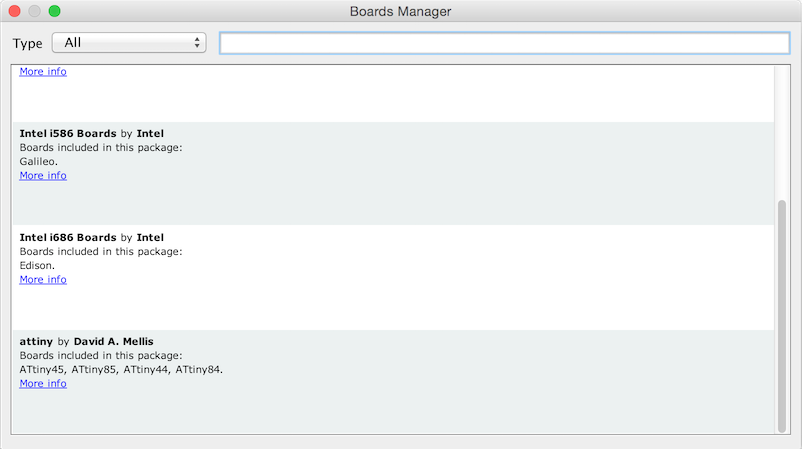 Boards Manager
Type All
More info
Intel i586 Boards by Intel
Boards included in this package:
Galileo.
More info
Intel i686 Boards by Intel
Boards included in this package:
Edison.
More info
attiny by David A. Mellis
Boards included in this package:
ATtiny45, ATtiny85, ATtiny44, ATtiny84.
More info